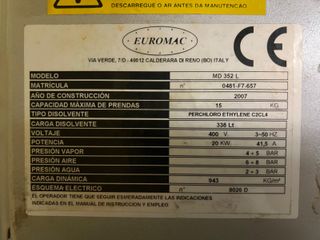 MAQUINA.
DESCARREGUE O AR ANTES DA MANUTENCAO
EUROMAC
CE
VIA VERDE, 7/D - 40012 CALDERARA DI RENO (BO) ITALY
MODELO MD 352 L
MATRICULA n° 0461-F7-657
AÑO DE CONSTRUCCIÓN 2007
CAPACIDAD MÁXIMA DE PRENDAS 15 KG
TIPO DISOLVENTE PERCHLORO ETHYLENE C2CL4
CARGA DISOLVENTE 336 Lt
VOLTAJE 400 V. 3~50 HZ
POTENCIA ~ 20 KW. 41,5 A
PRESIÓN VAPOR 4 ÷ 5 BAR
PRESIÓN AIRE 6 ÷ 8 BAR
PRESIÓN AGUA 2 ÷ 3 BAR
CARGA DINÁMICA 943 KG/m²
ESQUEMA ELECTRICO n° 8026 D
EL OPERADOR TIENE QUE SEGUIR ESMERADAMENTE LAS INDICACIONES
INDICADAS EN EL MANUAL DE INSTRUCCION Y EMPLEO